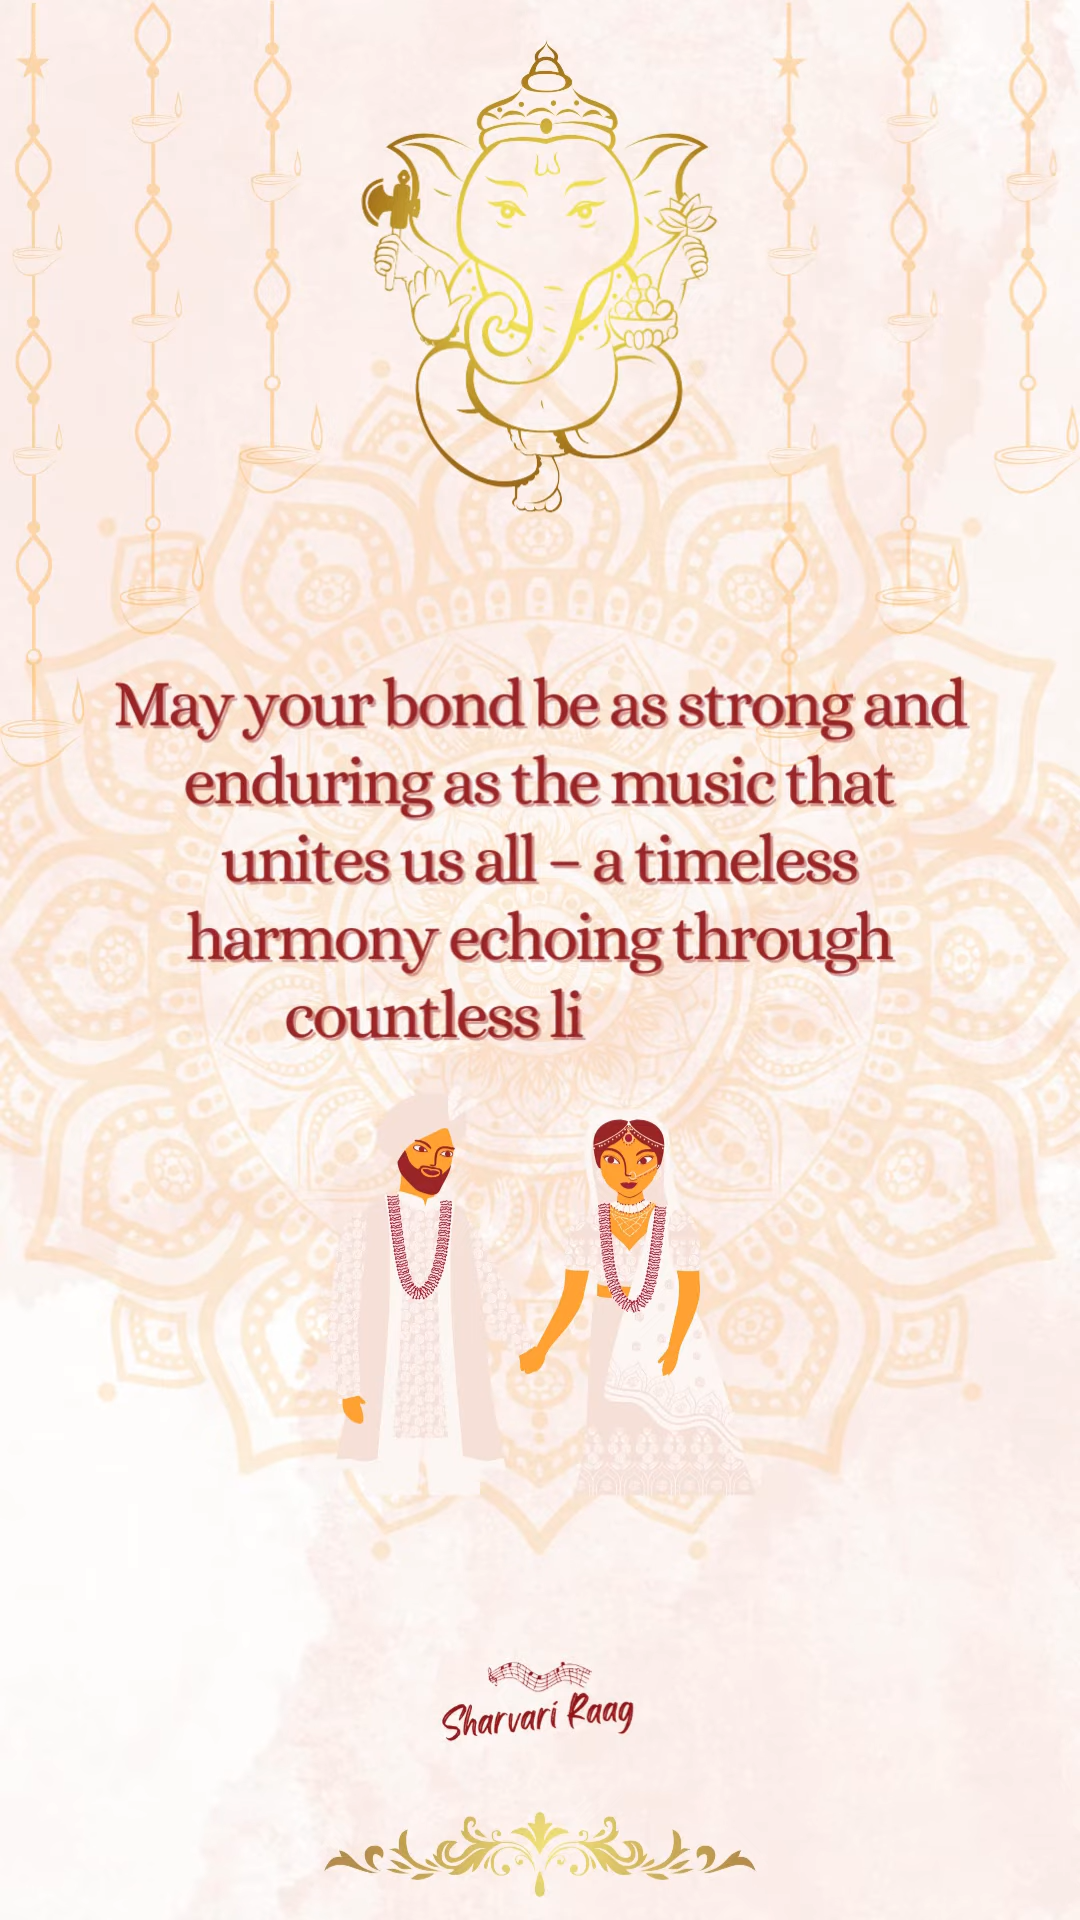 May your bond be as strong and
enduring as the music that
unites us all – a timeless
harmony echoing through
countless li
Sharvari Raag